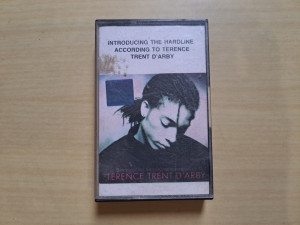 INTRODUCING THE HARDLINE
ACCORDING TO TERENCE
TRENT D'ARBY
TERENCE TRENT D'ARBY